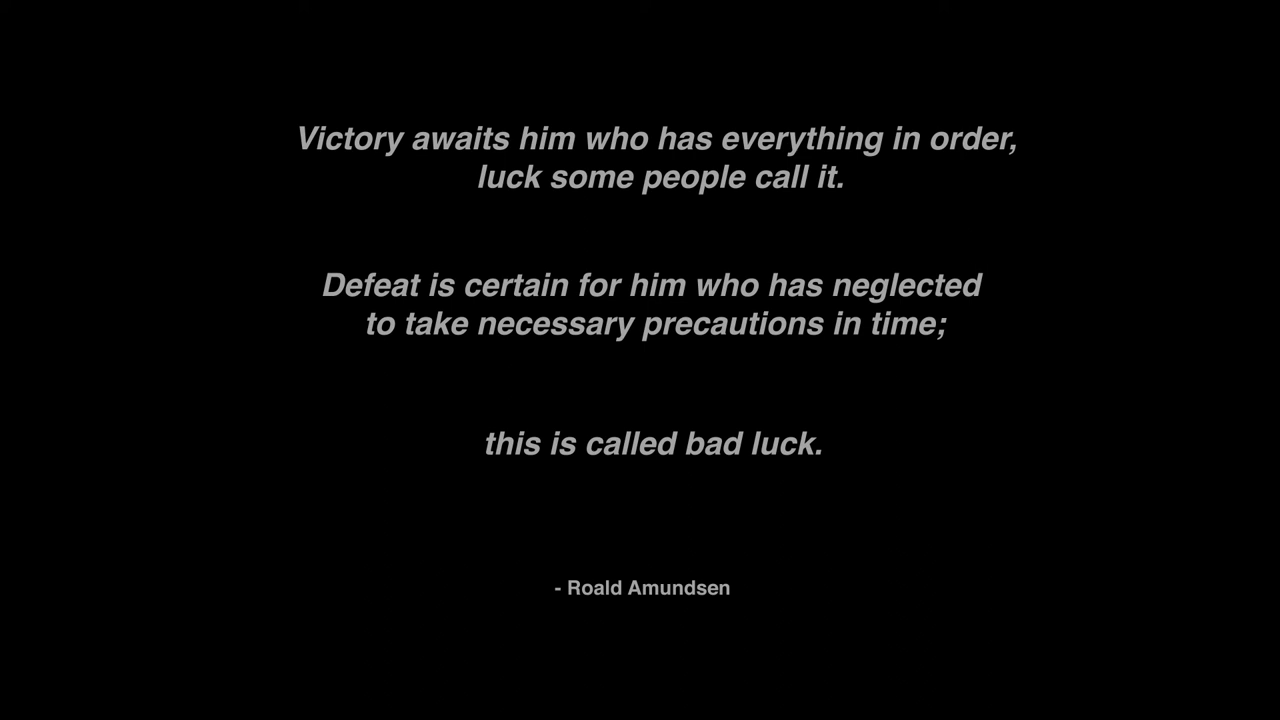 Victory awaits him who has everything in order,
luck some people call it.
Defeat is certain for him who has neglected
to take necessary precautions in time;
this is called bad luck.
- Roald Amundsen